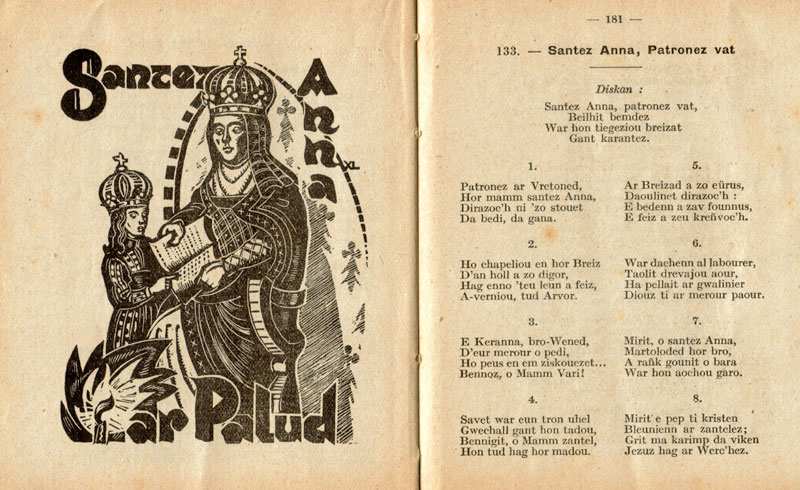 Santez
Anna
ar Palud
— 181 —
133. — Santez Anna, Patronez vat
Diskan :
Santez Anna, patronez vat,
Beilhit bemdez
War hon tiegeziou breizat
Gant karantez.
1.
Patronez ar Vretoned,
Hor mamm santez Anna,
Dirazoc'h ni 'zo stouet
Da bedi, da gana.
2.
Ho chapeliou en hor Breiz
D'an holl a zo digor,
Hag enno 'teu leun a feiz,
A-verniou, tud Arvor.
3.
E Keranna, bro-Wened,
D'eur merour o pedi,
Ho peus en em ziskouezet...
Bennoz, o Mamm Vari!
4.
Savet war eun tron uhel
Gwechall gant hon tadou,
Bennigit, o Mamm zantel,
Hon tud hag hor madou.
5.
Ar Breizad a zo eürus,
Daoulinet dirazoc'h :
E bedenn a zav founnus,
E feiz a zeu kreñvoc'h.
6.
War dachenn al labourer,
Taolit drevajou aour,
Ha pellait ar gwalinier
Diouz ti ar merour paour.
7.
Mirit, o santez Anna,
Martoloded hor bro,
A rañk gounit o bara
War hon aochou garo.
8.
Mirit e pep ti kristen
Bleunienn ar zantelez;
Grit ma karimp da viken
Jezuz hag ar Werc'hez.